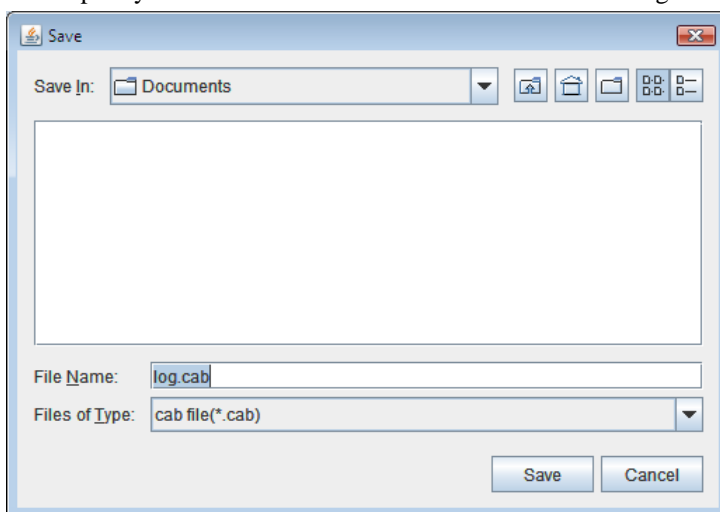 Save
Save In: Documents
File Name: log.cab
Files of Type: cab file(*.cab)
Save Cancel